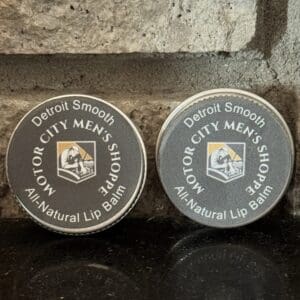 Detroit Smooth
MOTOR CITY MEN'S SHOPPE
All-Natural Lip Balm
Detroit Smooth
MOTOR CITY MEN'S SHOPPE
All-Natural Lip Balm